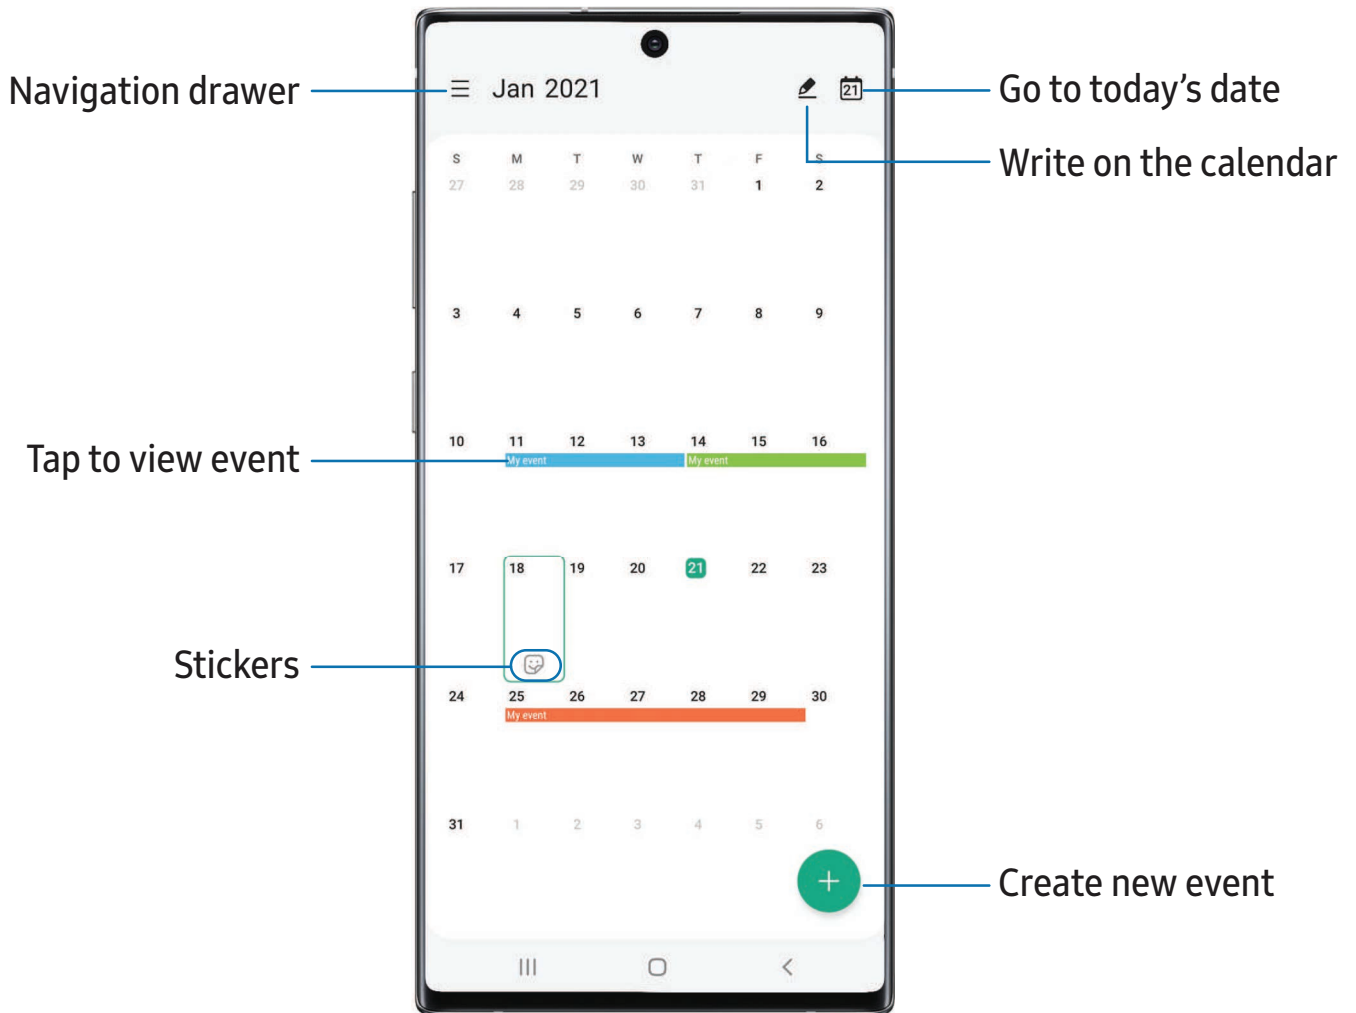 Navigation drawer
Jan 2021
21
Go to today's date
Write on the calendar
S M T W T F S
27 28 29 30 31 1 2
3 4 5 6 7 8 9
10 11 12 13 14 15 16
My event My event
Tap to view event
17 18 19 20 21 22 23
Stickers
24 25 26 27 28 29 30
My event
31 1 2 3 4 5 6
Create new event